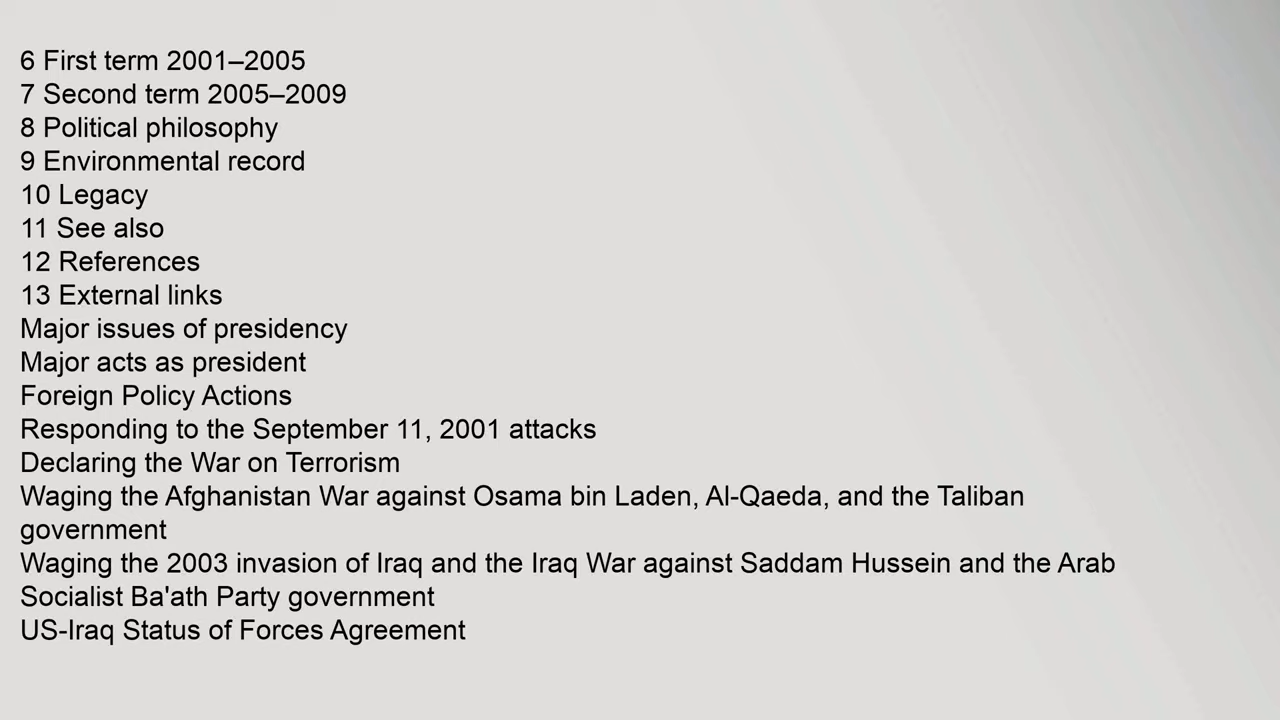 6 First term 2001–2005
7 Second term 2005–2009
8 Political philosophy
9 Environmental record
10 Legacy
11 See also
12 References
13 External links
Major issues of presidency
Major acts as president
Foreign Policy Actions
Responding to the September 11, 2001 attacks
Declaring the War on Terrorism
Waging the Afghanistan War against Osama bin Laden, Al-Qaeda, and the Taliban
government
Waging the 2003 invasion of Iraq and the Iraq War against Saddam Hussein and the Arab
Socialist Ba'ath Party government
US-Iraq Status of Forces Agreement